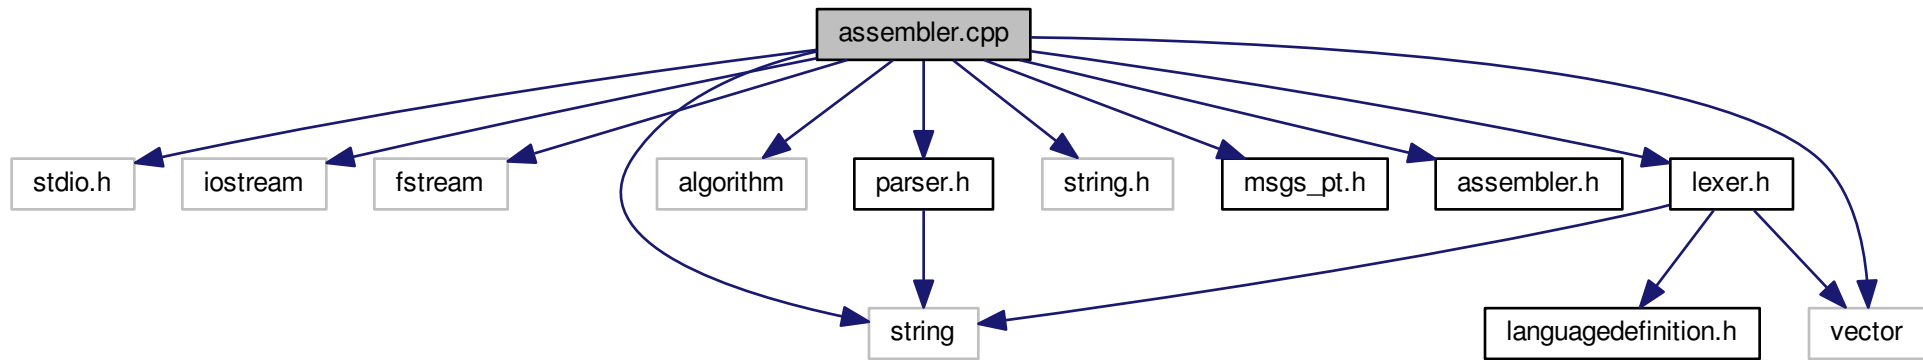 assembler.cpp
stdio.h
iostream
fstream
algorithm
parser.h
string.h
msgs_pt.h
assembler.h
lexer.h
string
languagedefinition.h
vector